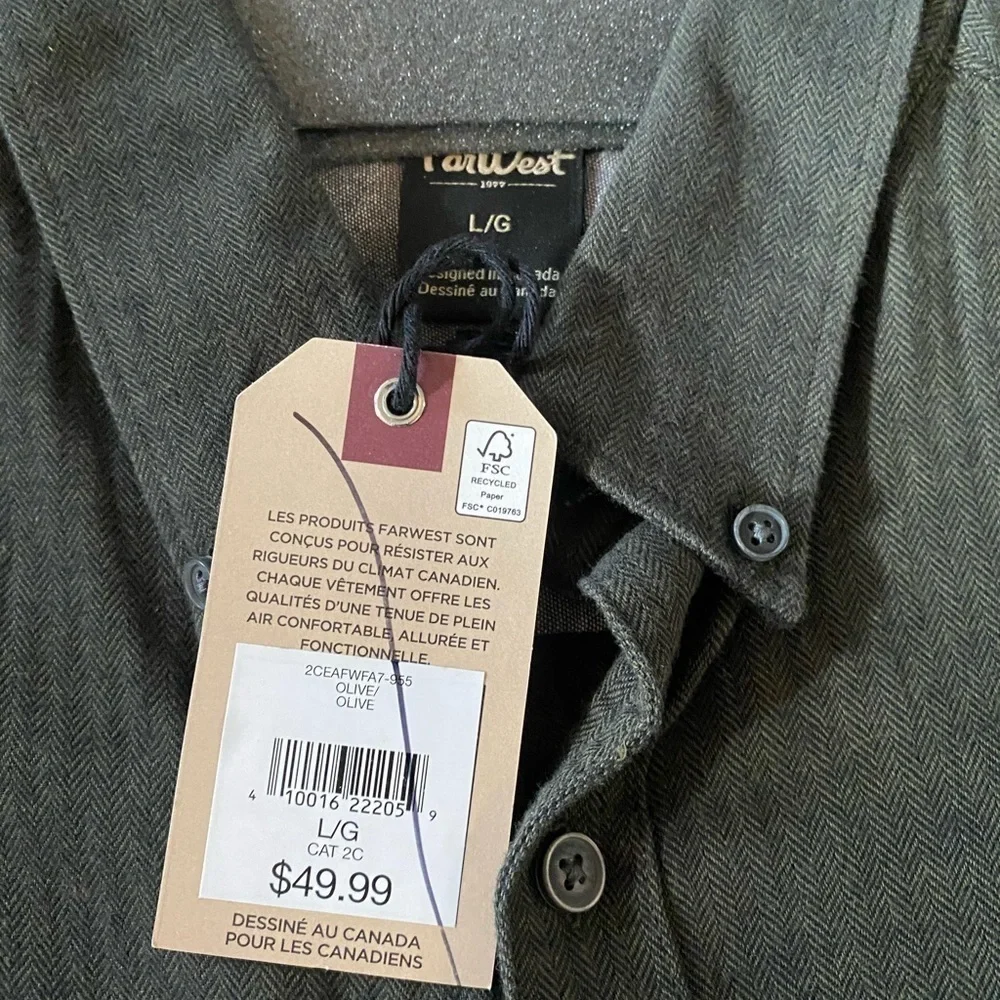 FarWest
1977
L/G
Designed in Canada
Dessiné au Canada
FSC
RECYCLED
Paper
FSC® C019763
LES PRODUITS FARWEST SONT
CONÇUS POUR RÉSISTER AUX
RIGUEURS DU CLIMAT CANADIEN.
CHAQUE VÊTEMENT OFFRE LES
QUALITÉS D'UNE TENUE DE PLEIN
AIR CONFORTABLE, ALLURÉE ET
FONCTIONNELLE.
2CEAFWFA7-955
OLIVE/
OLIVE
4 10016 22205 9
L/G
CAT 2C
$49.99
DESSINÉ AU CANADA
POUR LES CANADIENS